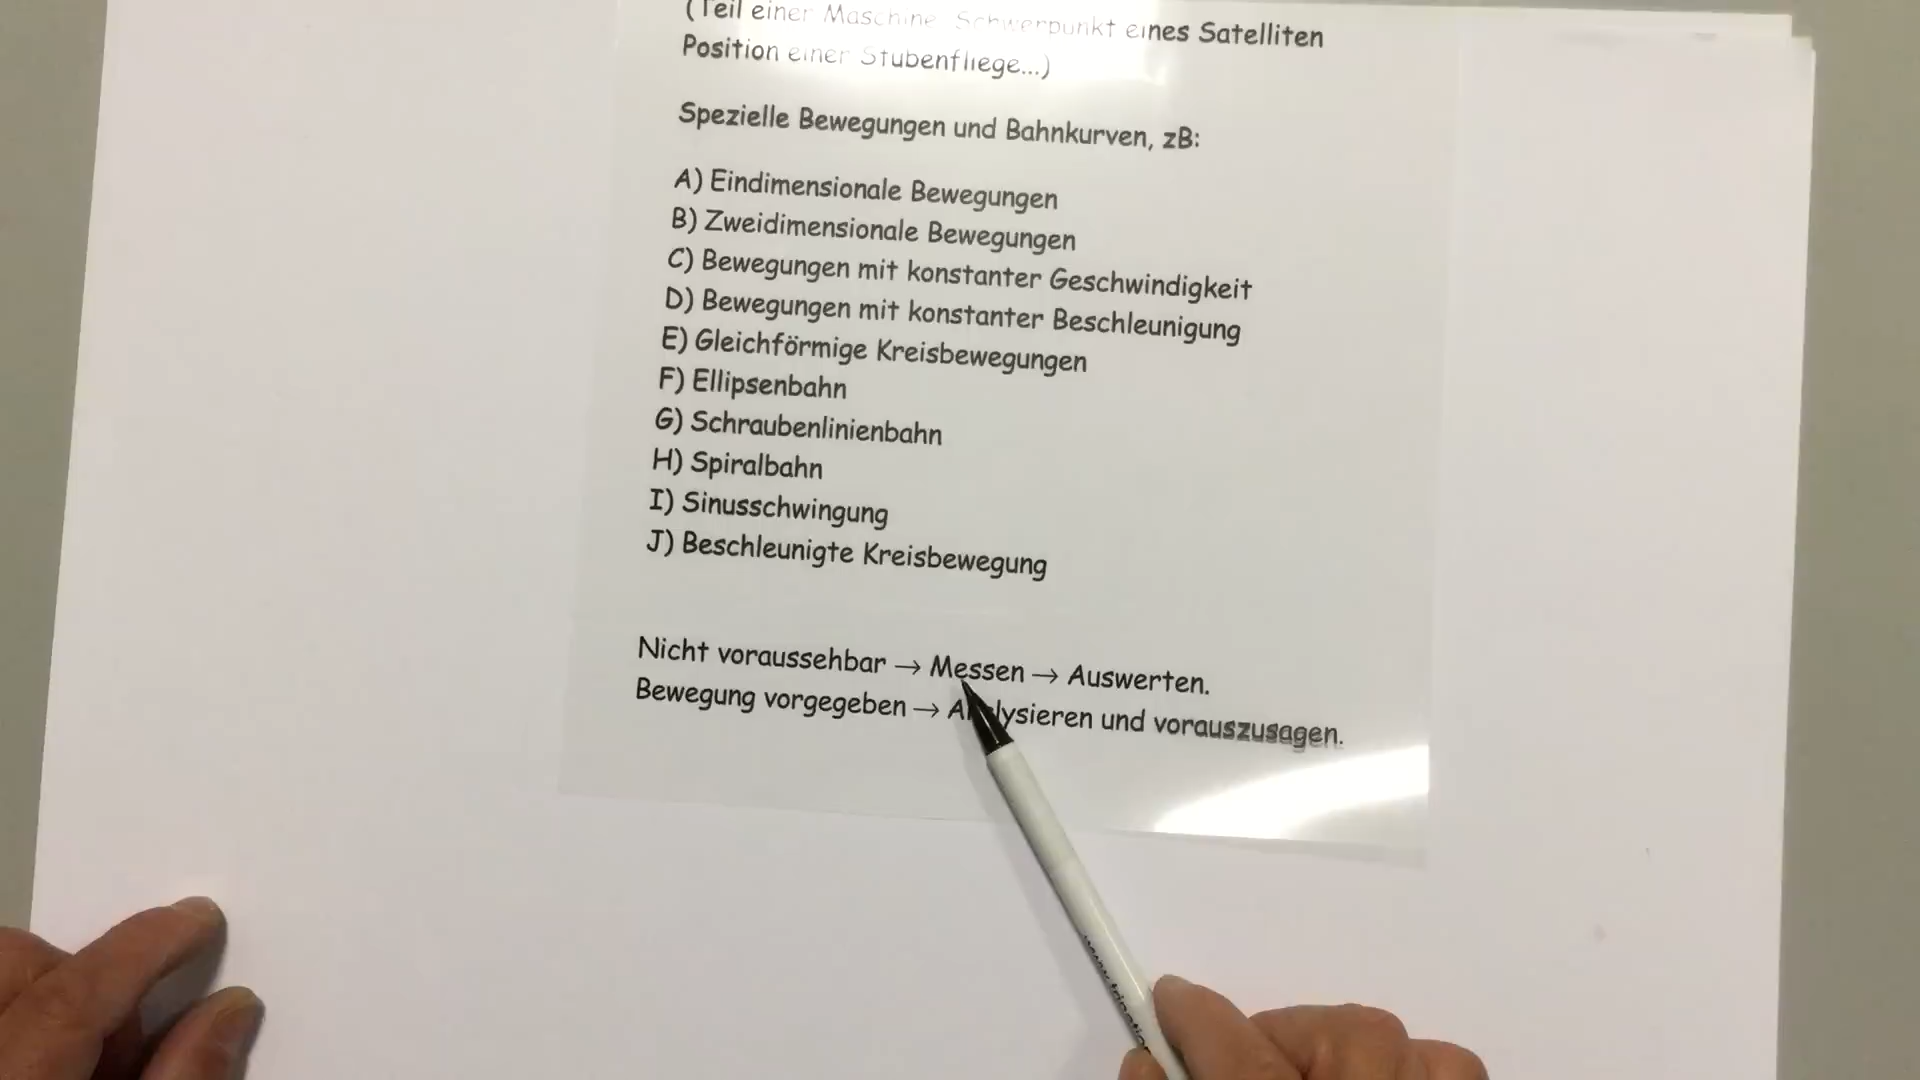 (Teil einer Maschine Schwerpunkt eines Satelliten
Position einer Stubenfliege...)
Spezielle Bewegungen und Bahnkurven, zB:
A) Eindimensionale Bewegungen
B) Zweidimensionale Bewegungen
C) Bewegungen mit konstanter Geschwindigkeit
D) Bewegungen mit konstanter Beschleunigung
E) Gleichförmige Kreisbewegungen
F) Ellipsenbahn
G) Schraubenlinienbahn
H) Spiralbahn
I) Sinusschwingung
J) Beschleunigte Kreisbewegung
Nicht voraussehbar → Messen → Auswerten.
Bewegung vorgegeben → Analysieren und vorauszusagen.